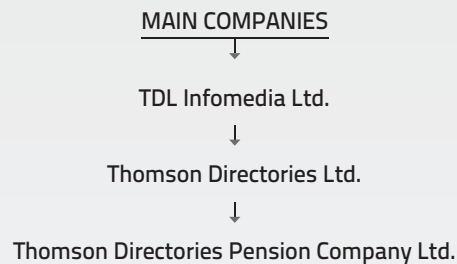 MAIN COMPANIES
TDL Infomedia Ltd.
Thomson Directories Ltd.
Thomson Directories Pension Company Ltd.